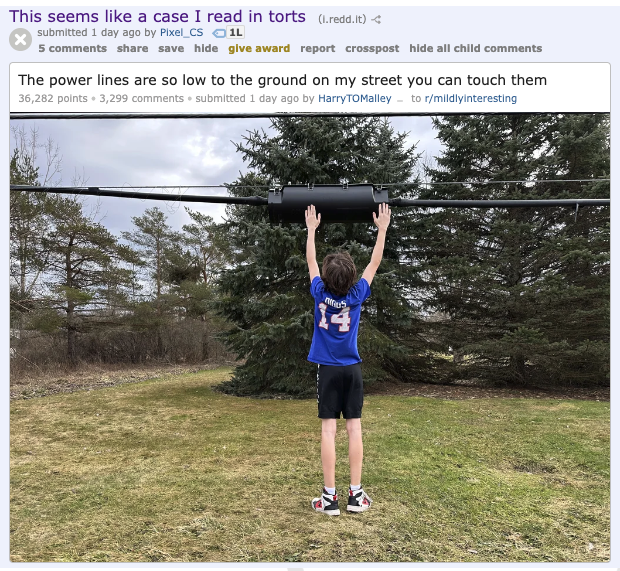 This seems like a case I read in torts (i.redd.it)
submitted 1 day ago by Pixel_CS 1L
5 comments share save hide give award report crosspost hide all child comments
The power lines are so low to the ground on my street you can touch them
36,282 points • 3,299 comments • submitted 1 day ago by HarryTOMalley … to r/mildlyinteresting
14